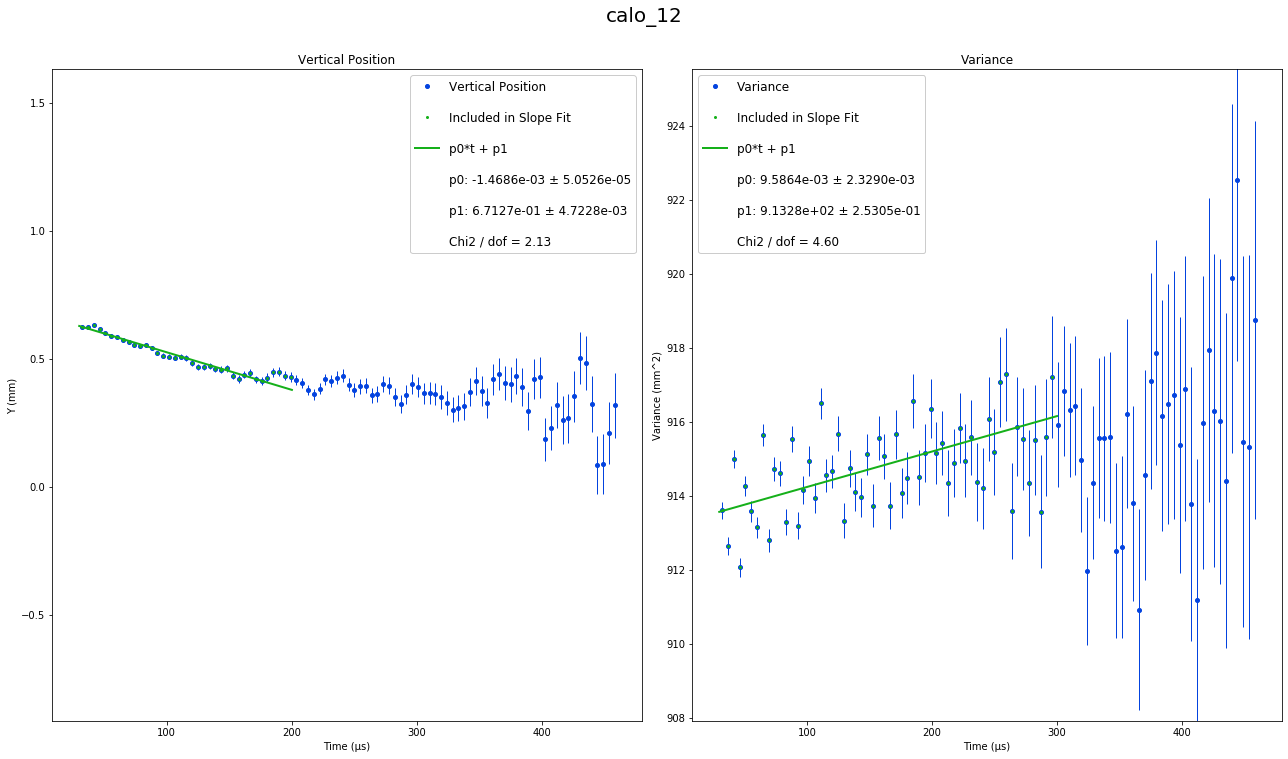 calo_12
Vertical Position
Vertical Position
Included in Slope Fit
p0*t + p1
p0: -1.4686e-03 ± 5.0526e-05
p1: 6.7127e-01 ± 4.7228e-03
Chi2 / dof = 2.13
1.5
1.0
0.5
0.0
−0.5
Y (mm)
100
200
300
400
Time (μs)
Variance
Variance
Included in Slope Fit
p0*t + p1
p0: 9.5864e-03 ± 2.3290e-03
p1: 9.1328e+02 ± 2.5305e-01
Chi2 / dof = 4.60
924
922
920
918
916
914
912
910
908
Variance (mm^2)
100
200
300
400
Time (μs)